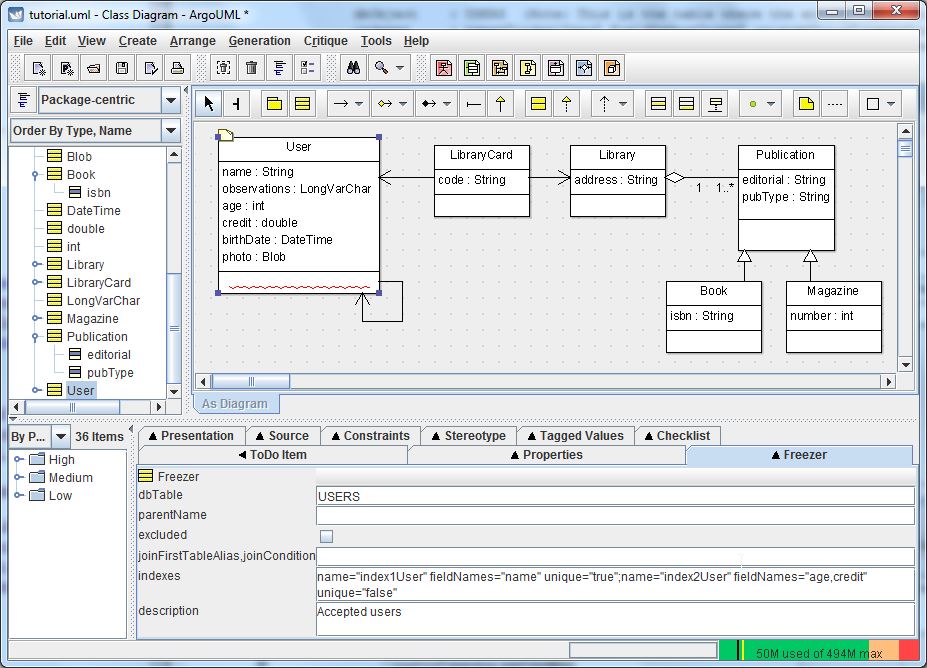 tutorial.uml - Class Diagram - ArgoUML *
File Edit View Create Arrange Generation Critique Tools Help
Package-centric
Order By Type, Name
Blob
Book
isbn
DateTime
double
int
Library
LibraryCard
LongVarChar
Magazine
Publication
editorial
pubType
User
User
name : String
observations : LongVarChar
age : int
credit : double
birthDate : DateTime
photo : Blob
LibraryCard
code : String
Library
address : String
1 1..*
Publication
editorial : String
pubType : String
Book
isbn : String
Magazine
number : int
As Diagram
By P... 36 Items
High
Medium
Low
Presentation Source Constraints Stereotype Tagged Values Checklist
ToDo Item Properties Freezer
Freezer
dbTable USERS
parentName
excluded
joinFirstTableAlias,joinCondition
indexes name="index1User" fieldNames="name" unique="true";name="index2User" fieldNames="age,credit"
unique="false"
description Accepted users
50M used of 494M max